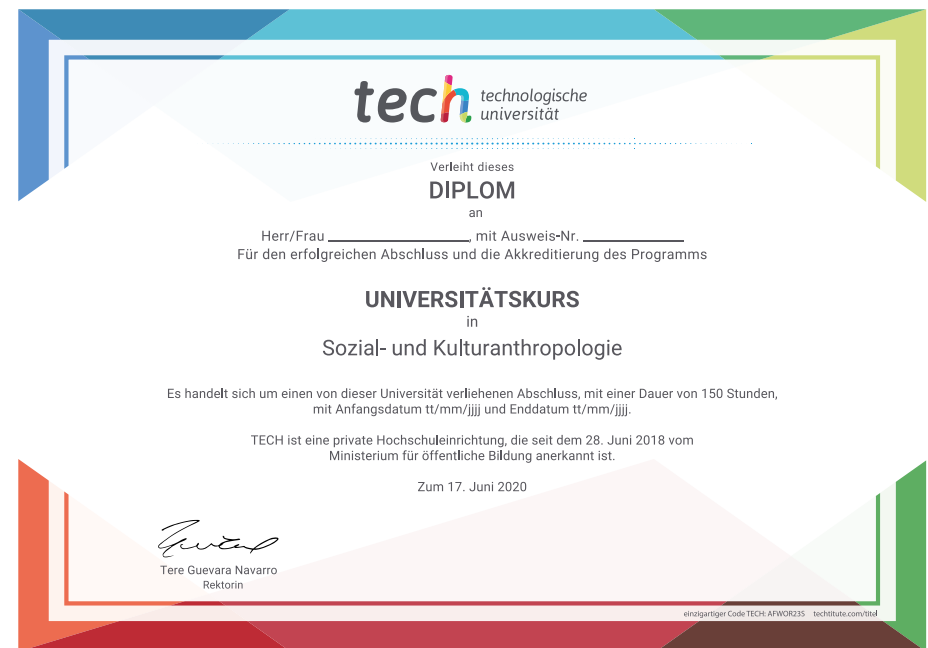 tech technologische
universität
Verleiht dieses
DIPLOM
an
Herr/Frau ____________________, mit Ausweis-Nr. ______________
Für den erfolgreichen Abschluss und die Akkreditierung des Programms
UNIVERSITÄTSKURS
in
Sozial- und Kulturanthropologie
Es handelt sich um einen von dieser Universität verliehenen Abschluss, mit einer Dauer von 150 Stunden,
mit Anfangsdatum tt/mm/jjjj und Enddatum tt/mm/jjjj.
TECH ist eine private Hochschuleinrichtung, die seit dem 28. Juni 2018 vom
Ministerium für öffentliche Bildung anerkannt ist.
Zum 17. Juni 2020
Tere Guevara Navarro
Rektorin
einzigartiger Code TECH: AFWOR23S techtitute.com/titel